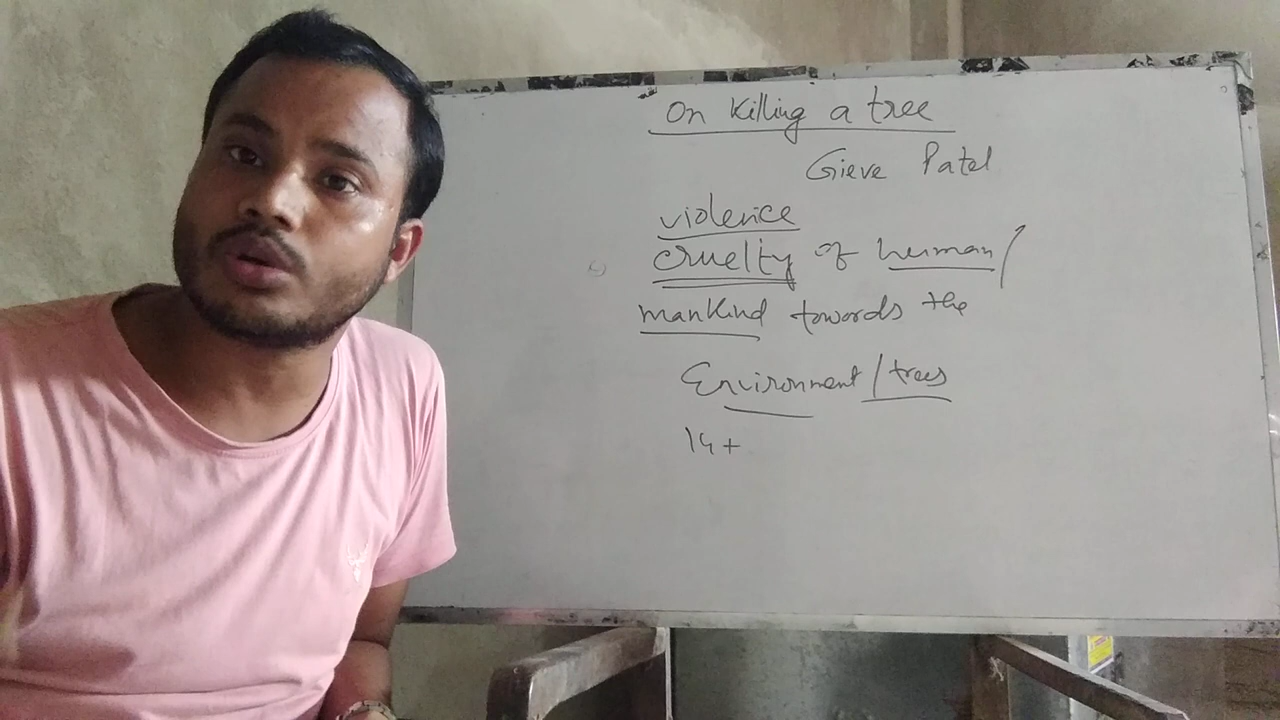 On Killing a tree
Gieve Patel
violence
cruelty of human/
mankind towards the
Environment/trees
14+